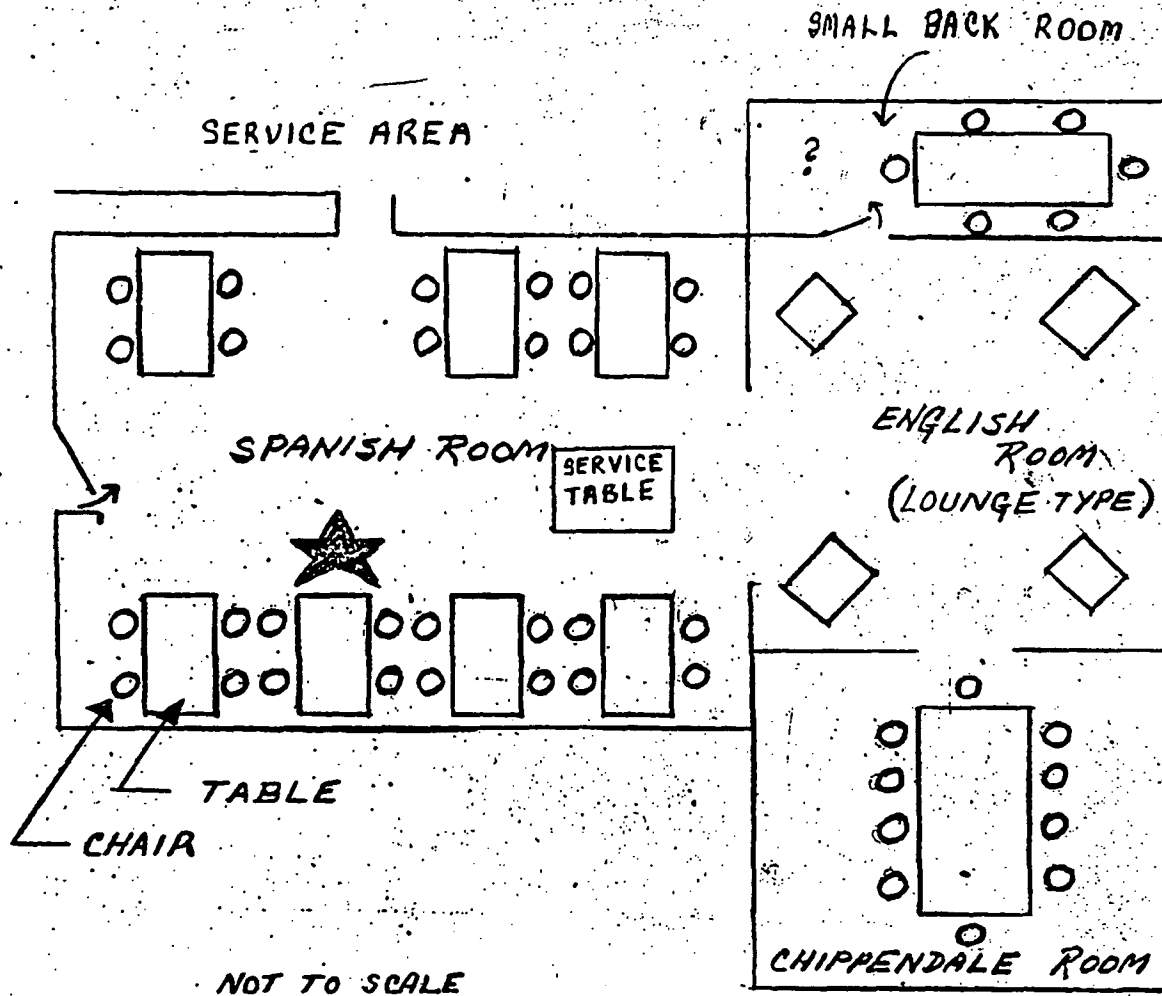 SMALL BACK ROOM
SERVICE AREA
?
SPANISH ROOM
SERVICE
TABLE
ENGLISH
ROOM
(LOUNGE TYPE)
TABLE
CHAIR
CHIPPENDALE ROOM
NOT TO SCALE